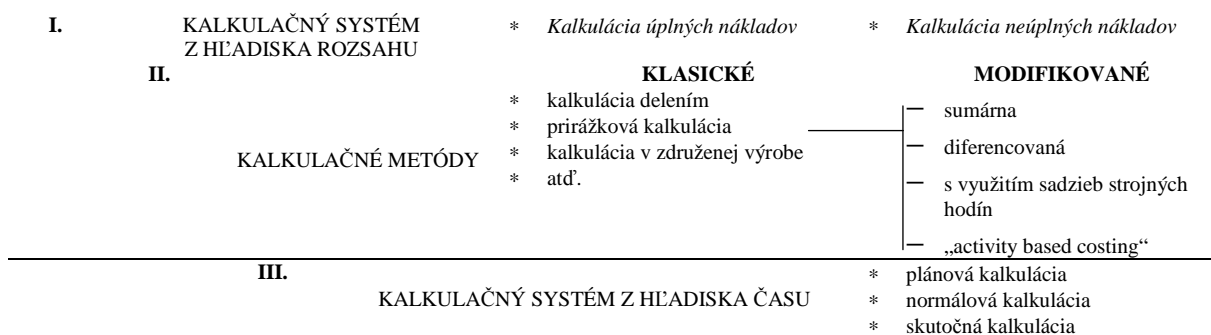 I. KALKULAČNÝ SYSTÉM * Kalkulácia úplných nákladov * Kalkulácia neúplných nákladov
Z HĽADISKA ROZSAHU
II. KLASICKÉ MODIFIKOVANÉ
* kalkulácia delením
* prirážková kalkulácia
KALKULAČNÉ METÓDY * kalkulácia v združenej výrobe
* atď.
– sumárna
– diferencovaná
– s využitím sadzieb strojných
hodín
– „activity based costing“
III. * plánová kalkulácia
KALKULAČNÝ SYSTÉM Z HĽADISKA ČASU * normálová kalkulácia
* skutočná kalkulácia